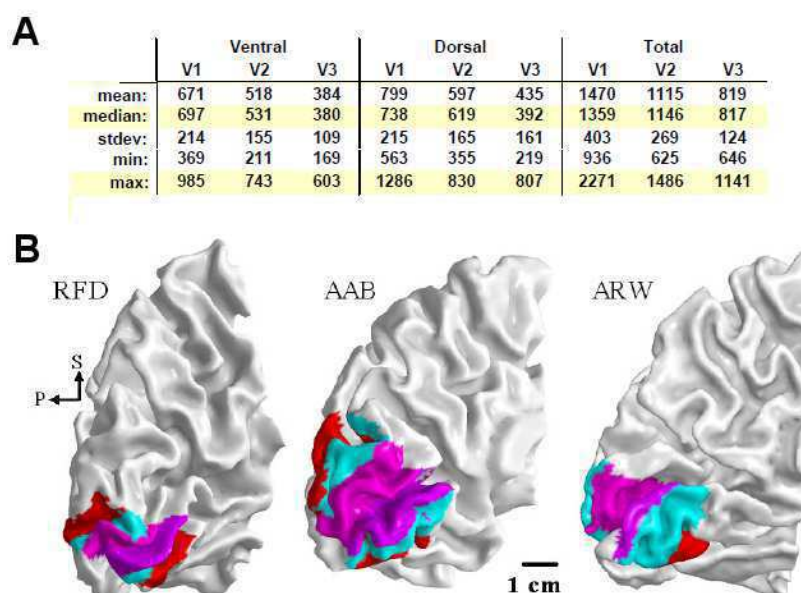 A
Ventral Dorsal Total
V1 V2 V3 V1 V2 V3 V1 V2 V3
mean: 671 518 384 799 597 435 1470 1115 819
median: 697 531 380 738 619 392 1359 1146 817
stdev: 214 155 109 215 165 161 403 269 124
min: 369 211 169 563 355 219 936 625 646
max: 985 743 603 1286 830 807 2271 1486 1141
B
RFD AAB ARW
S
P
1 cm